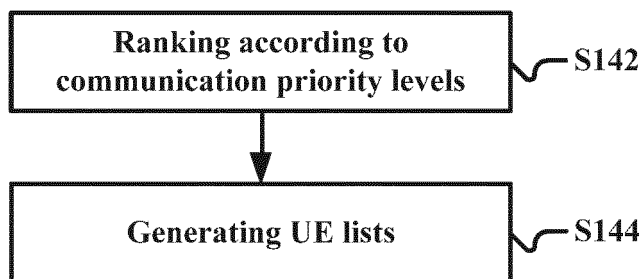 Ranking according to
communication priority levels
S142
Generating UE lists
S144